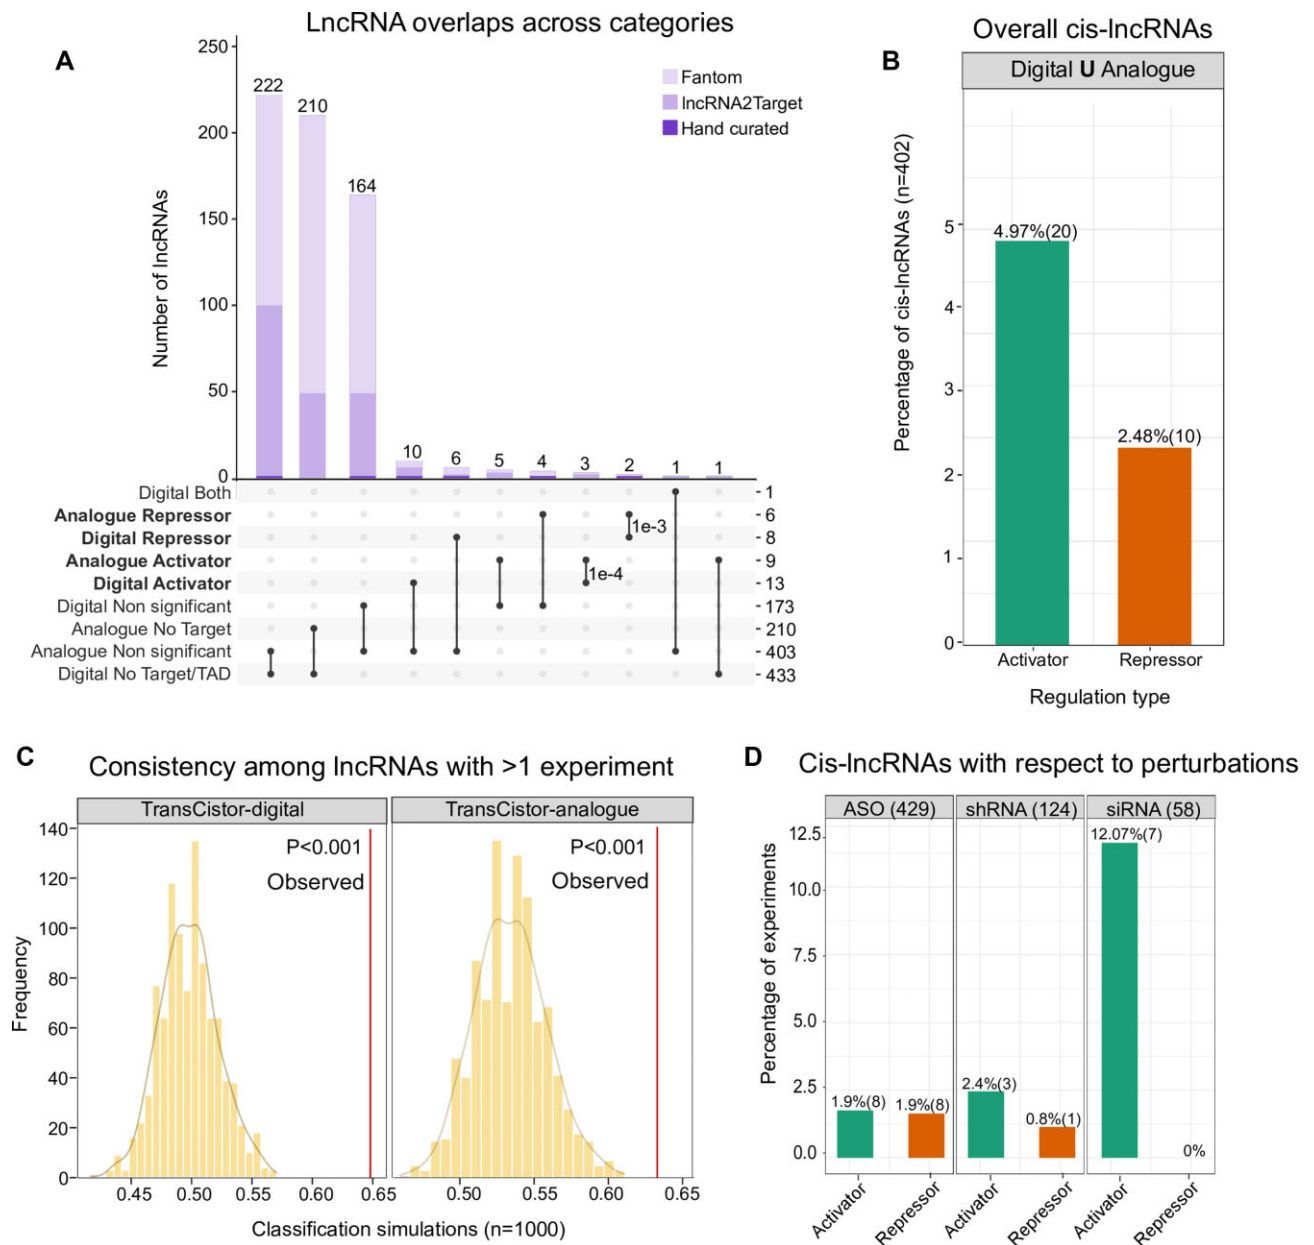 LncRNA overlaps across categories
A
Number of lncRNAs
250
200
150
100
50
0
222
210
164
10
6
5
4
3
2
1
1
Fantom
lncRNA2Target
Hand curated
Digital Both
Analogue Repressor
Digital Repressor
Analogue Activator
Digital Activator
Digital Non significant
Analogue No Target
Analogue Non significant
Digital No Target/TAD
1e-3
1e-4
1
6
8
9
13
173
210
403
433
Overall cis-lncRNAs
B
Digital U Analogue
Percentage of cis-lncRNAs (n=402)
5
4
3
2
1
0
4.97%(20)
2.48%(10)
Activator
Repressor
Regulation type
C
Consistency among lncRNAs with >1 experiment
TransCistor-digital
TransCistor-analogue
Frequency
140
120
100
80
60
40
20
0
P<0.001
Observed
P<0.001
Observed
0.45
0.50
0.55
0.60
0.65
0.50
0.55
0.60
0.65
Classification simulations (n=1000)
D
Cis-lncRNAs with respect to perturbations
ASO (429)
shRNA (124)
siRNA (58)
Percentage of experiments
12.5
10.0
7.5
5.0
2.5
0.0
1.9%(8)
1.9%(8)
2.4%(3)
0.8%(1)
12.07%(7)
0%
Activator
Repressor
Activator
Repressor
Activator
Repressor